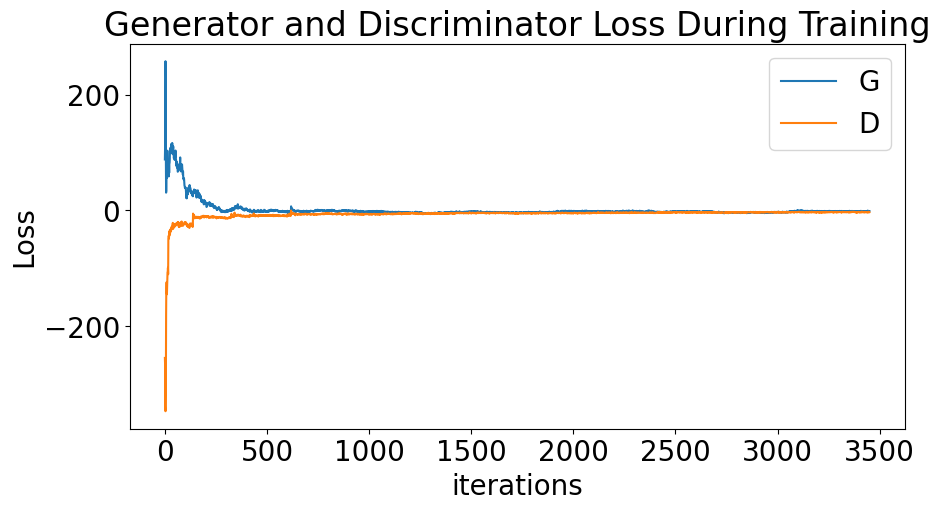 Generator and Discriminator Loss During Training
G
D
200
0
−200
Loss
0 500 1000 1500 2000 2500 3000 3500
iterations